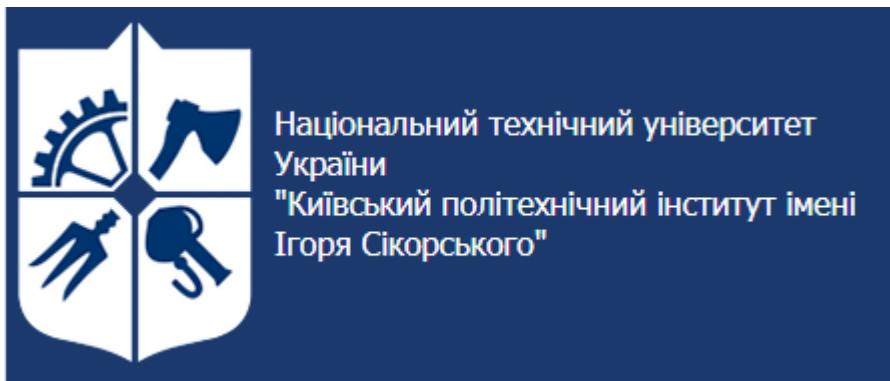 Національний технічний університет
України
"Київський політехнічний інститут імені
Ігоря Сікорського"